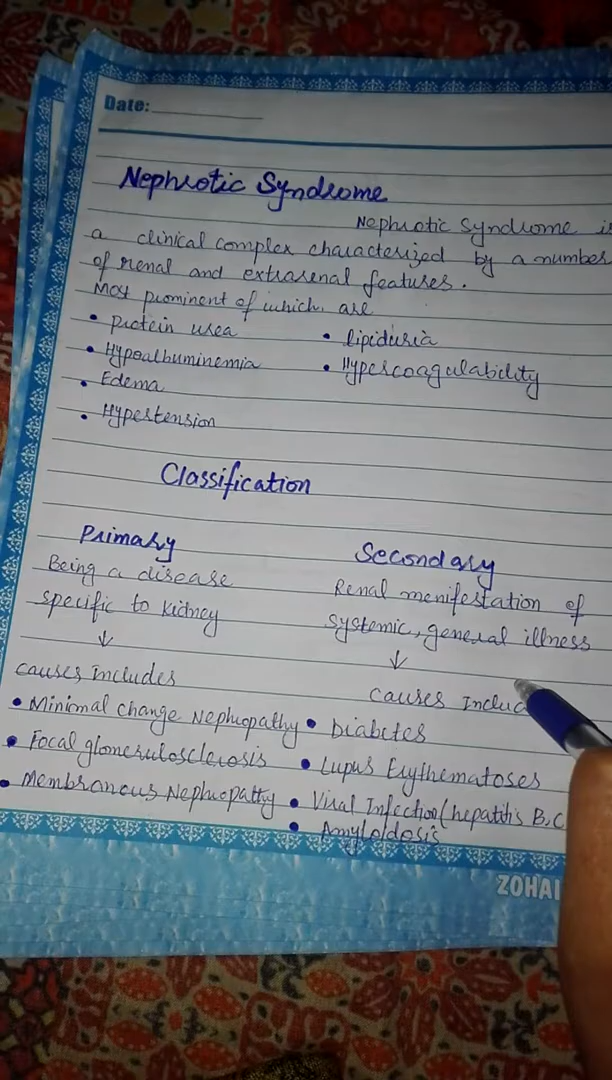 Date:
Nephrotic Syndrome
Nephrotic Syndrome is
a clinical complex characterized by a number
of renal and extrarenal features.
Most prominent of which are
• protein urea • lipiduria
• Hypoalbuminemia • Hypercoagulability
• Edema
• Hypertension
Classification
Primary Secondary
Being a disease Renal menifestation of
specific to kidney systemic, general illness
↓ ↓
causes Includes causes Includ
• Minimal change Nephropathy • Diabetes
• Focal glomerulosclerosis • Lupus Erythematoses
• Membranous Nephropathy • Viral Infection (hepatitis B.C
• Amyloidosis
ZOHAI